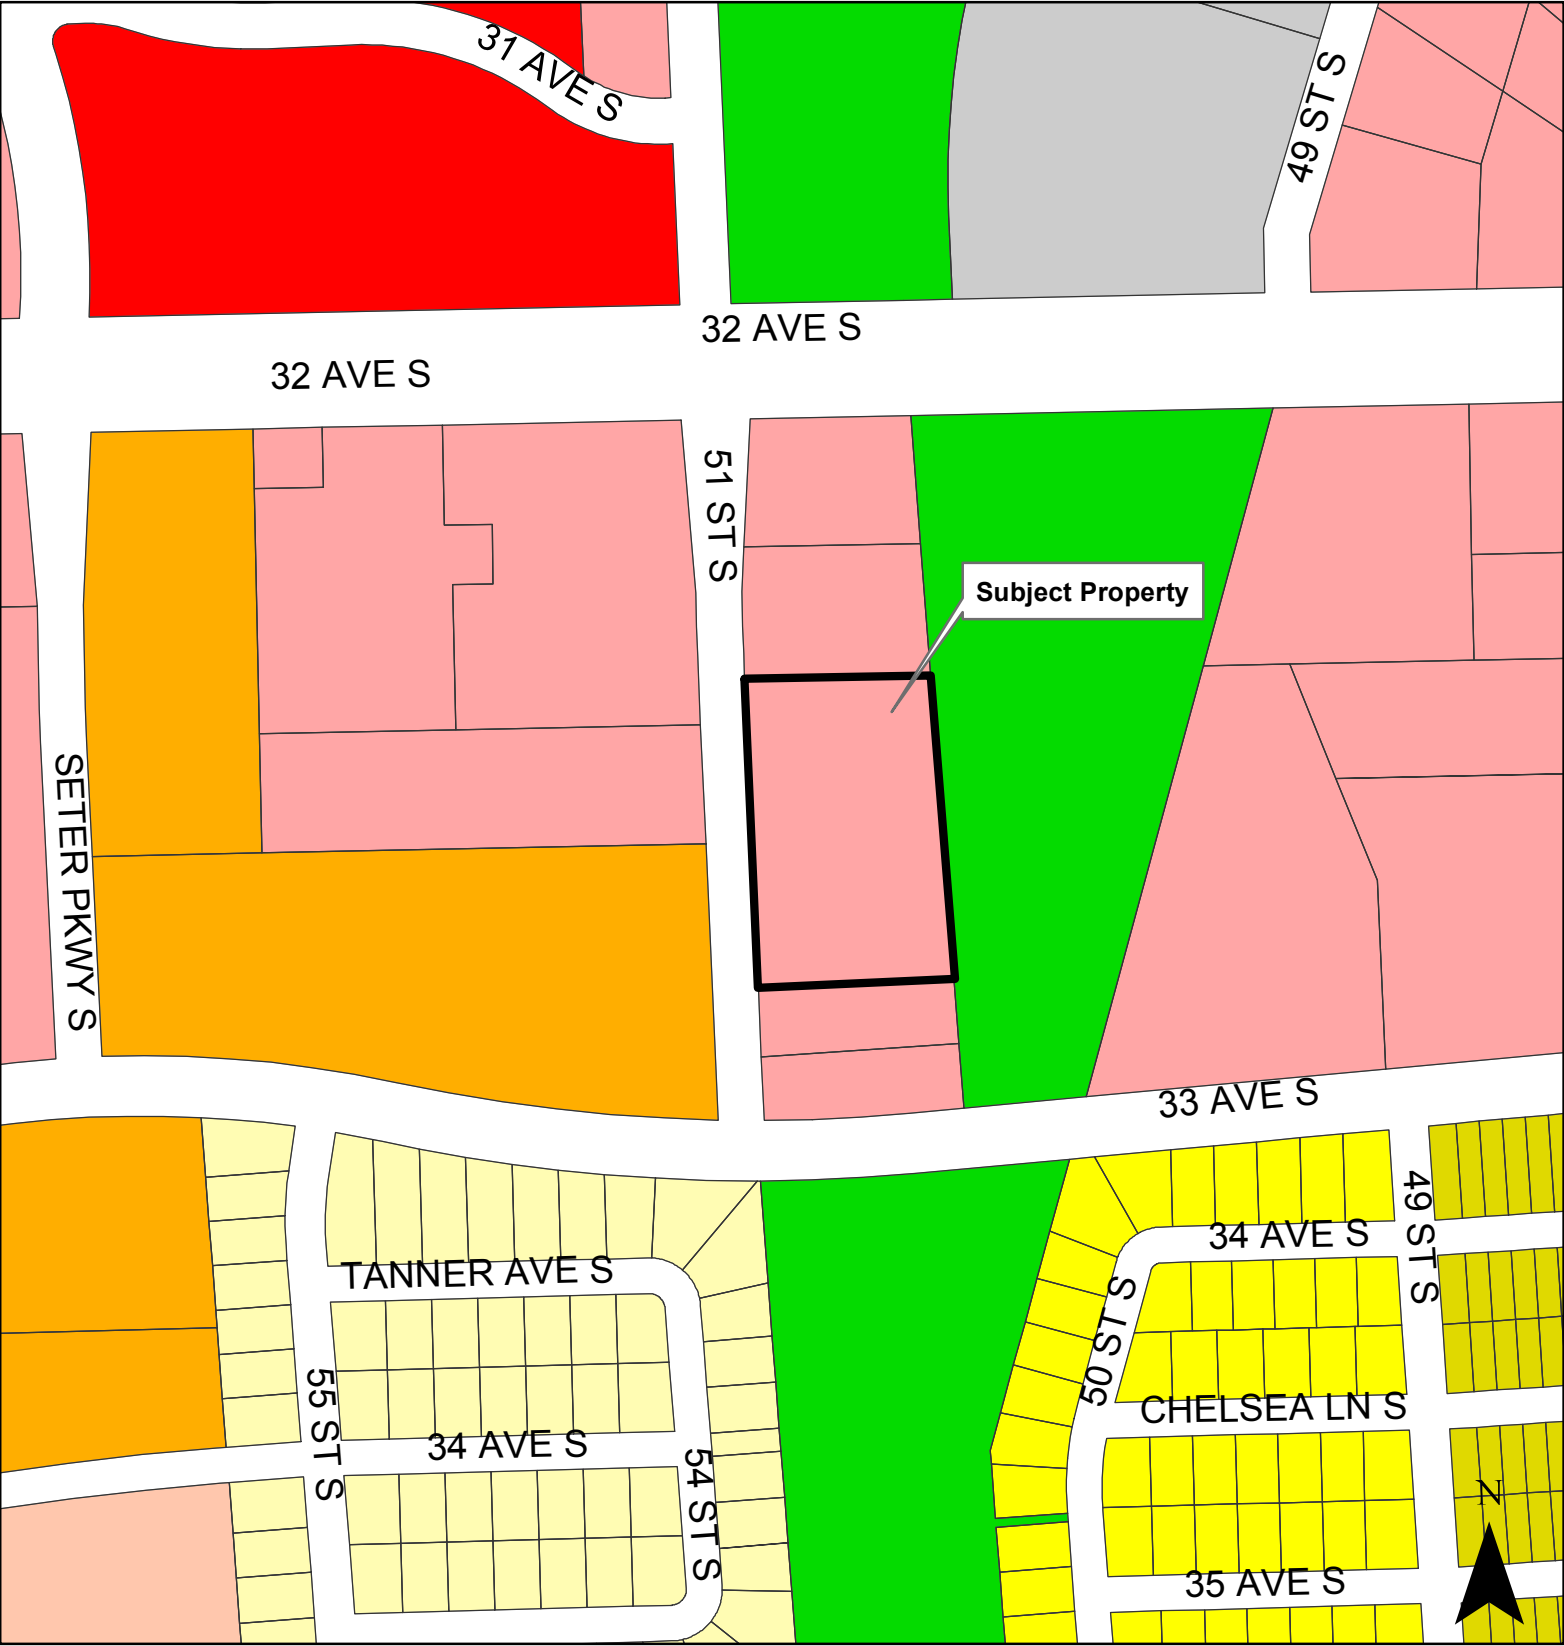 31 AVE S
49 ST S
32 AVE S
32 AVE S
51 ST S
Subject Property
SETER PKWY S
33 AVE S
49 ST S
34 AVE S
TANNER AVE S
50 ST S
55 ST S
CHELSEA LN S
34 AVE S
54 ST S
N
35 AVE S